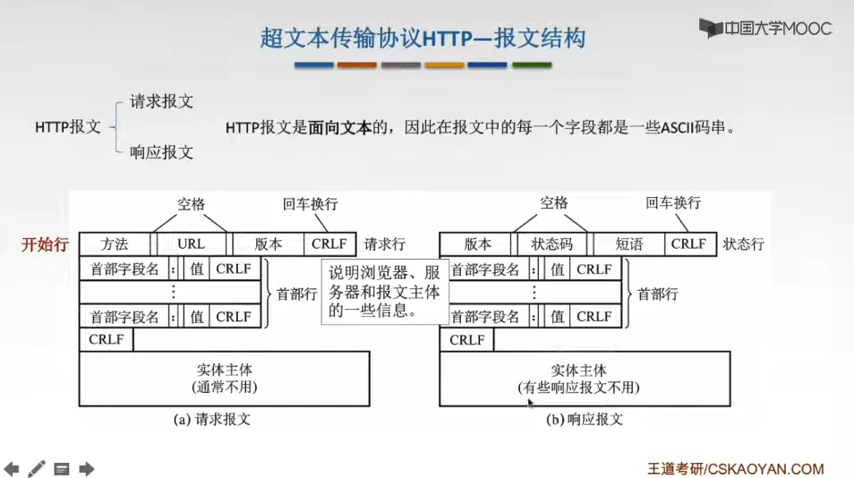 超文本传输协议HTTP—报文结构
中国大学MOOC
请求报文
HTTP报文
响应报文
HTTP报文是面向文本的，因此在报文中的每一个字段都是一些ASCII码串。
空格 回车换行
开始行 方法 URL 版本 CRLF 请求行
首部字段名 : 值 CRLF
⋮
首部字段名 : 值 CRLF
首部行
CRLF
实体主体
(通常不用)
(a) 请求报文
说明浏览器、服
务器和报文主体
的一些信息。
空格 回车换行
版本 状态码 短语 CRLF 状态行
首部字段名 : 值 CRLF
⋮
首部字段名 : 值 CRLF
首部行
CRLF
实体主体
(有些响应报文不用)
(b) 响应报文
王道考研/CSKAOYAN.COM